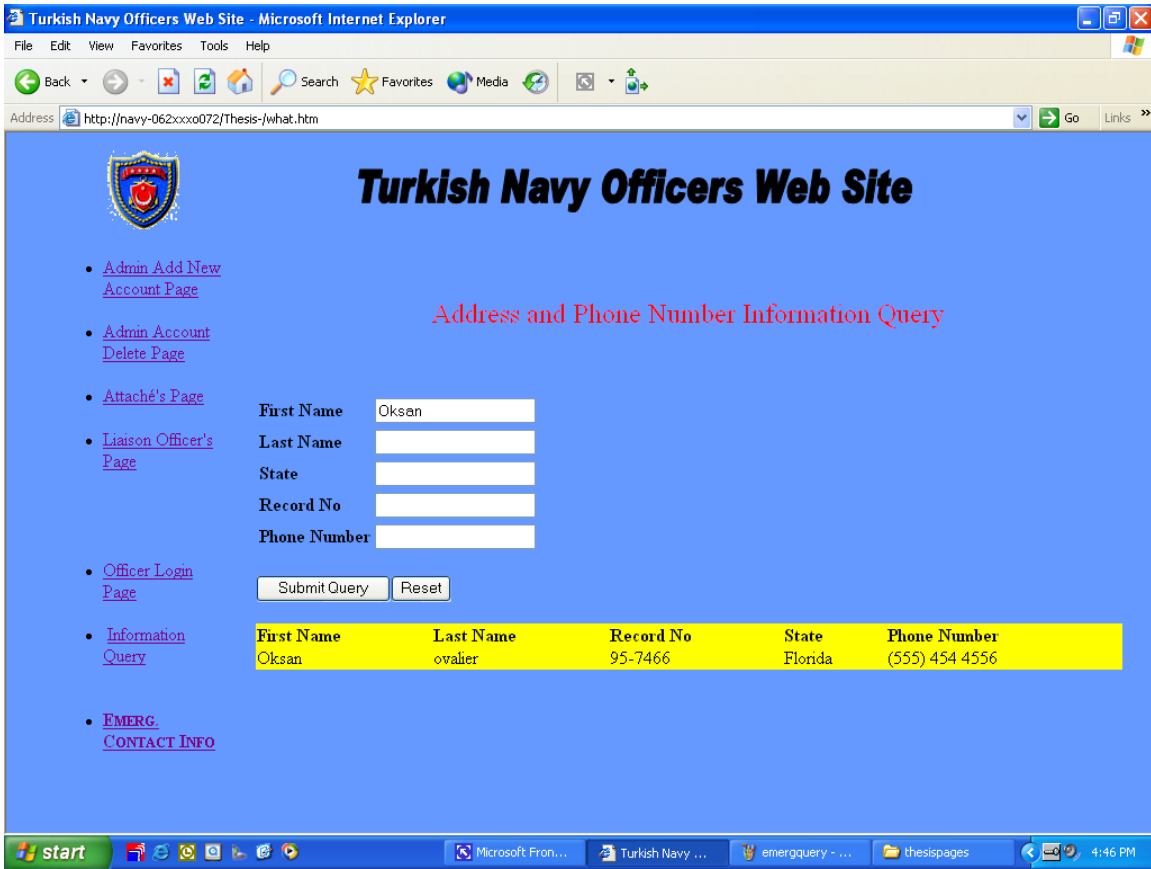 Turkish Navy Officers Web Site - Microsoft Internet Explorer
File Edit View Favorites Tools Help
Back Search Favorites Media
Address http://navy-062xxxo072/Thesis-/what.htm Go Links »
Turkish Navy Officers Web Site
Admin Add New
Account Page
Admin Account
Delete Page
Attaché's Page
Liaison Officer's
Page
Officer Login
Page
Information
Query
EMERG.
CONTACT INFO
Address and Phone Number Information Query
First Name Oksan
Last Name
State
Record No
Phone Number
Submit Query Reset
First Name Last Name Record No State Phone Number
Oksan ovalier 95-7466 Florida (555) 454 4556
start Microsoft Fron... Turkish Navy ... emergquery - ... thesispages 4:46 PM